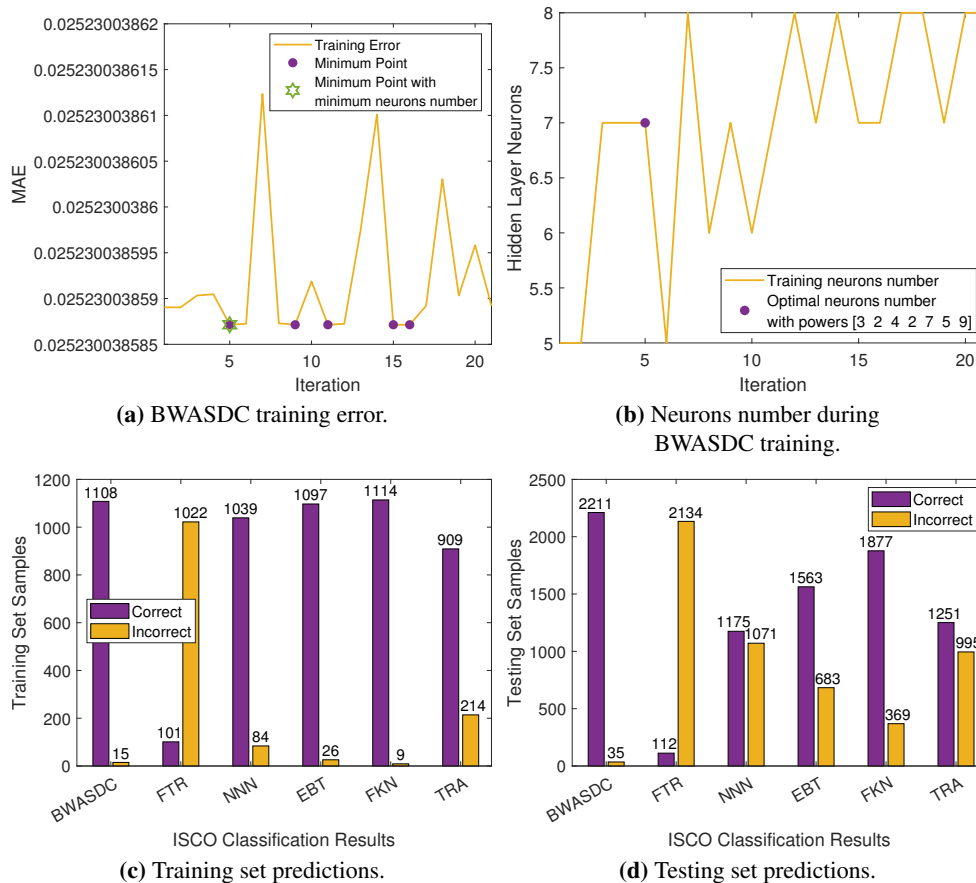 0.02523003862
0.025230038615
0.02523003861
0.025230038605
0.0252300386
0.025230038595
0.02523003859
0.025230038585
MAE
Training Error
Minimum Point
Minimum Point with
minimum neurons number
5 10 15 20
Iteration
(a) BWASDC training error.
8
7.5
7
6.5
6
5.5
5
Hidden Layer Neurons
Training neurons number
Optimal neurons number
with powers [3 2 4 2 7 5 9]
5 10 15 20
Iteration
(b) Neurons number during
BWASDC training.
1200
1000
800
600
400
200
0
Training Set Samples
1108 15
101 1022
1039 84
1097 26
1114 9
909 214
Correct
Incorrect
BWASDC FTR NNN EBT FKN TRA
ISCO Classification Results
(c) Training set predictions.
2500
2000
1500
1000
500
0
Testing Set Samples
2211 35
112 2134
1175 1071
1563 683
1877 369
1251 995
Correct
Incorrect
BWASDC FTR NNN EBT FKN TRA
ISCO Classification Results
(d) Testing set predictions.